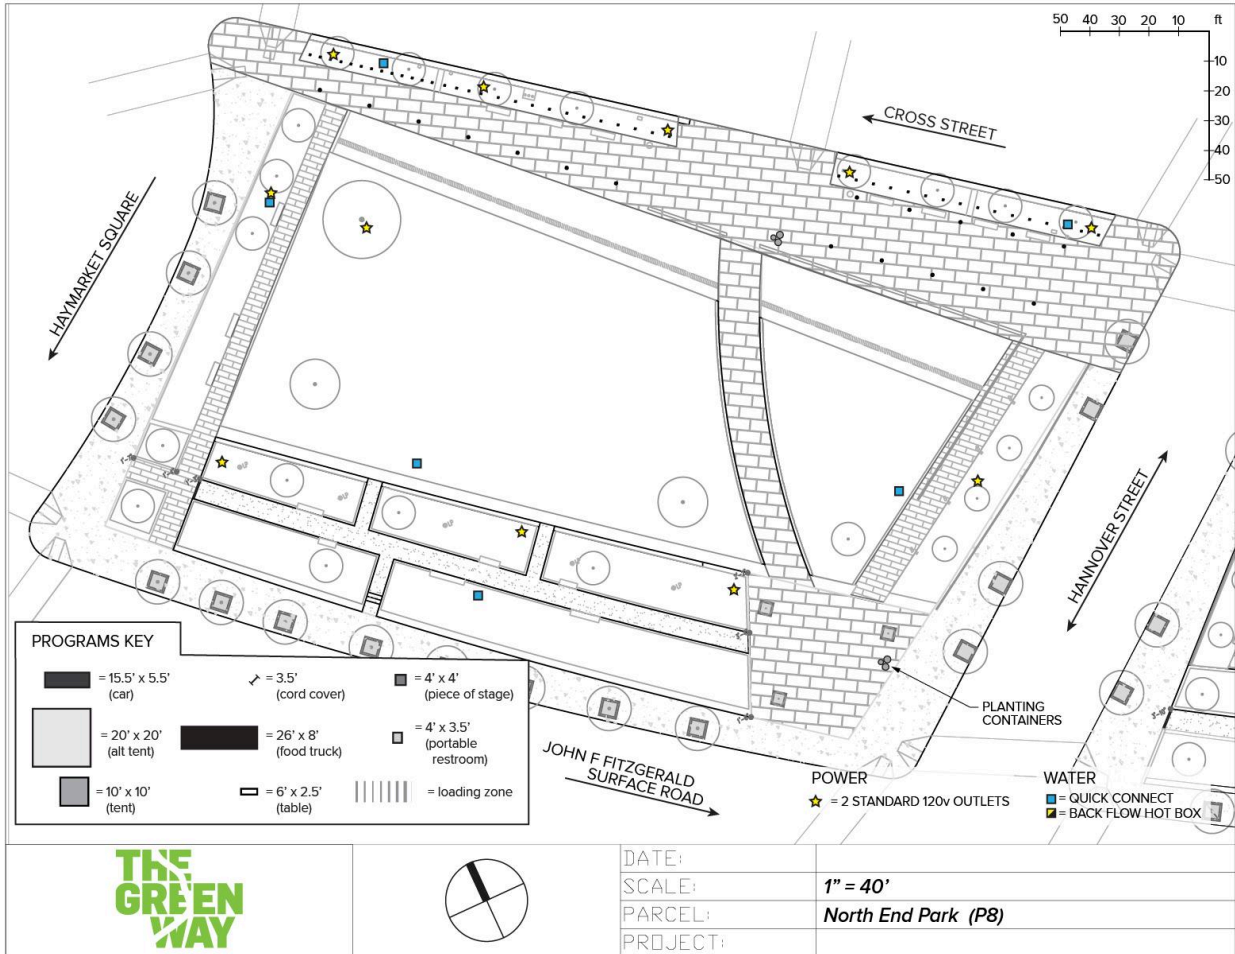 50 40 30 20 10 ft
10
20
30
40
50
CROSS STREET
HAYMARKET SQUARE
HANNOVER STREET
PROGRAMS KEY
= 15.5' x 5.5'
(car)
= 3.5'
(cord cover)
= 4' x 4'
(piece of stage)
= 20' x 20'
(alt tent)
= 26' x 8'
(food truck)
= 4' x 3.5'
(portable
restroom)
= 10' x 10'
(tent)
= 6' x 2.5'
(table)
= loading zone
PLANTING
CONTAINERS
JOHN F FITZGERALD
SURFACE ROAD
POWER
= 2 STANDARD 120v OUTLETS
WATER
= QUICK CONNECT
= BACK FLOW HOT BOX
THE
GREEN
WAY
DATE:
SCALE: 1" = 40'
PARCEL: North End Park (P8)
PROJECT: